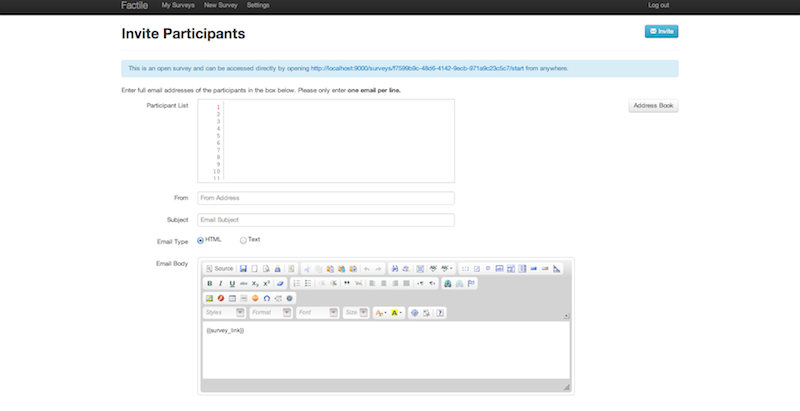 Factile My Surveys New Survey Settings Log out
Invite Participants
Invite
This is an open survey and can be accessed directly by opening http://localhost:9000/surveys/f7599b9c-48d6-4142-9ecb-971a9c23c5c7/start from anywhere.
Enter full email addresses of the participants in the box below. Please only enter one email per line.
Participant List
Address Book
1
2
3
4
5
6
7
8
9
10
11
From
From Address
Subject
Email Subject
Email Type
HTML
Text
Email Body
Source
B I U abc X₂ X²
Styles Format Font Size
{{survey_link}}